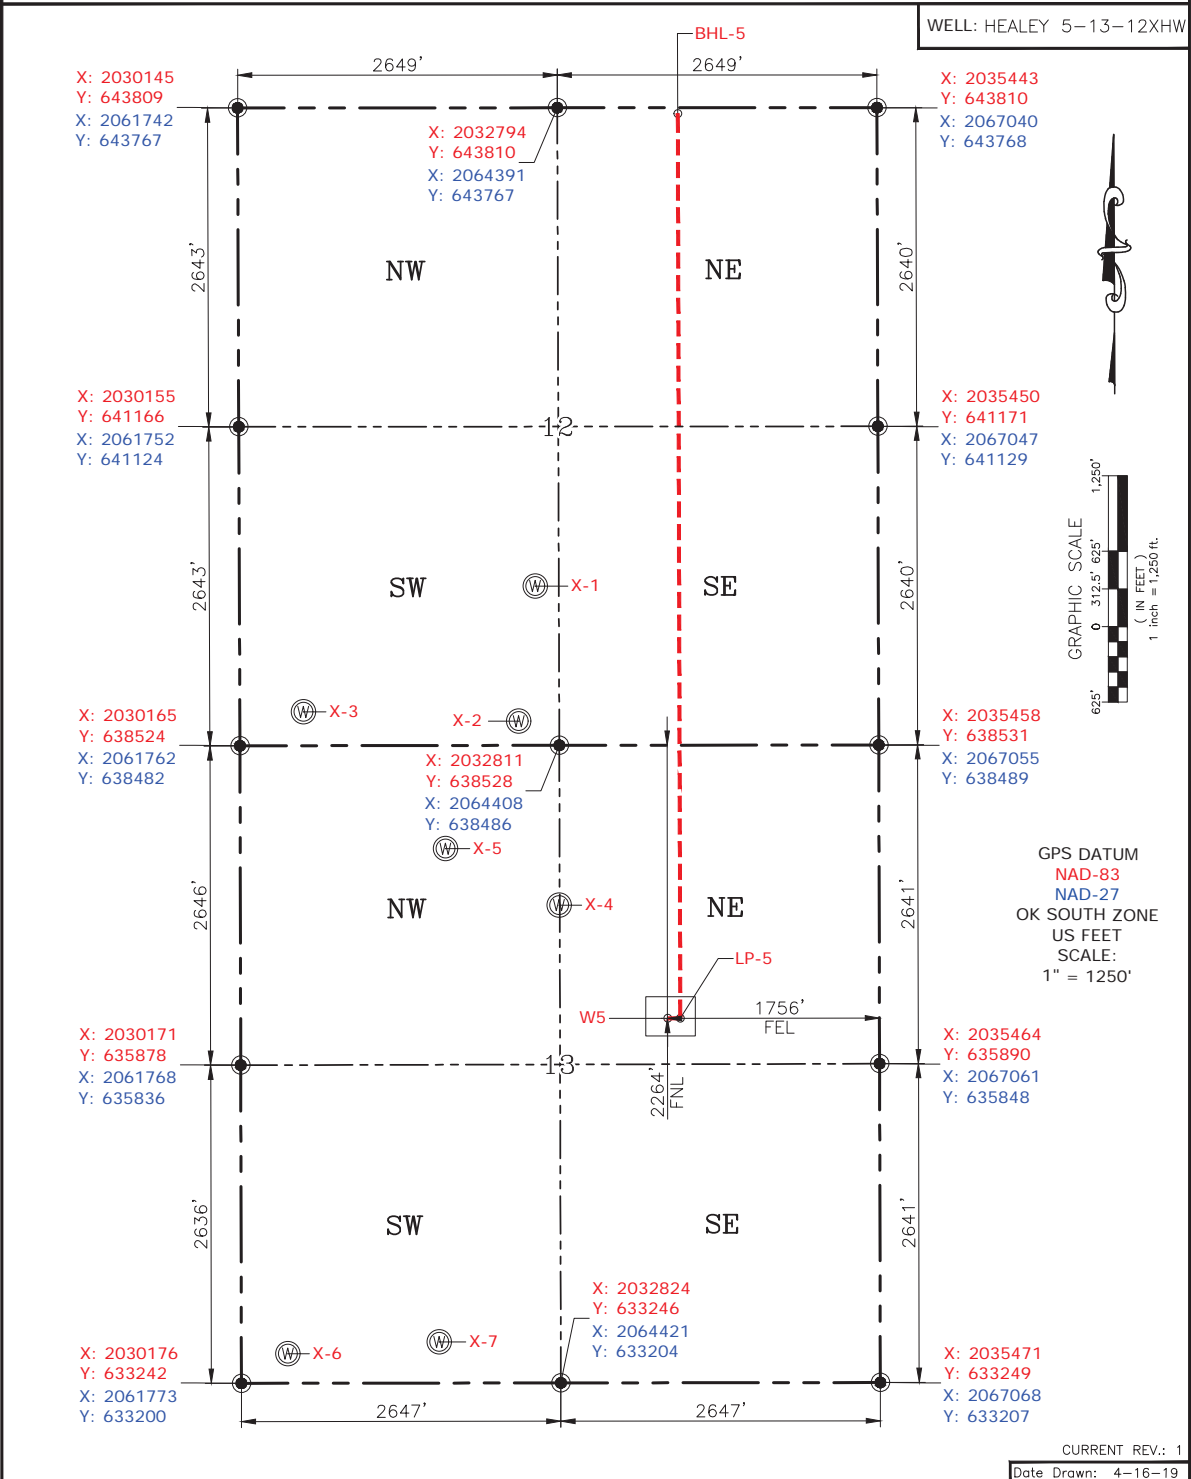 WELL: HEALEY 5-13-12XHW
BHL-5
2649'
2649'
X: 2030145
Y: 643809
X: 2061742
Y: 643767
X: 2032794
Y: 643810
X: 2064391
Y: 643767
X: 2035443
Y: 643810
X: 2067040
Y: 643768
2643'
NW
NE
2640'
X: 2030155
Y: 641166
X: 2061752
Y: 641124
12
X: 2035450
Y: 641171
X: 2067047
Y: 641129
GRAPHIC SCALE
1,250'
625'
312.5'
0
625'
( IN FEET )
1 inch = 1,250 ft.
2643'
SW
X-1
SE
2640'
X-3
X-2
X: 2030165
Y: 638524
X: 2061762
Y: 638482
X: 2032811
Y: 638528
X: 2064408
Y: 638486
X: 2035458
Y: 638531
X: 2067055
Y: 638489
X-5
X-4
2646'
NW
NE
2641'
GPS DATUM
NAD-83
NAD-27
OK SOUTH ZONE
US FEET
SCALE:
1" = 1250'
LP-5
W5
1756'
FEL
2264'
FNL
X: 2030171
Y: 635878
X: 2061768
Y: 635836
13
X: 2035464
Y: 635890
X: 2067061
Y: 635848
2636'
SW
SE
2641'
X: 2032824
Y: 633246
X: 2064421
Y: 633204
X-6
X-7
X: 2030176
Y: 633242
X: 2061773
Y: 633200
X: 2035471
Y: 633249
X: 2067068
Y: 633207
2647'
2647'
CURRENT REV.: 1
Date Drawn: 4-16-19
W
W
W
W
W
W
W